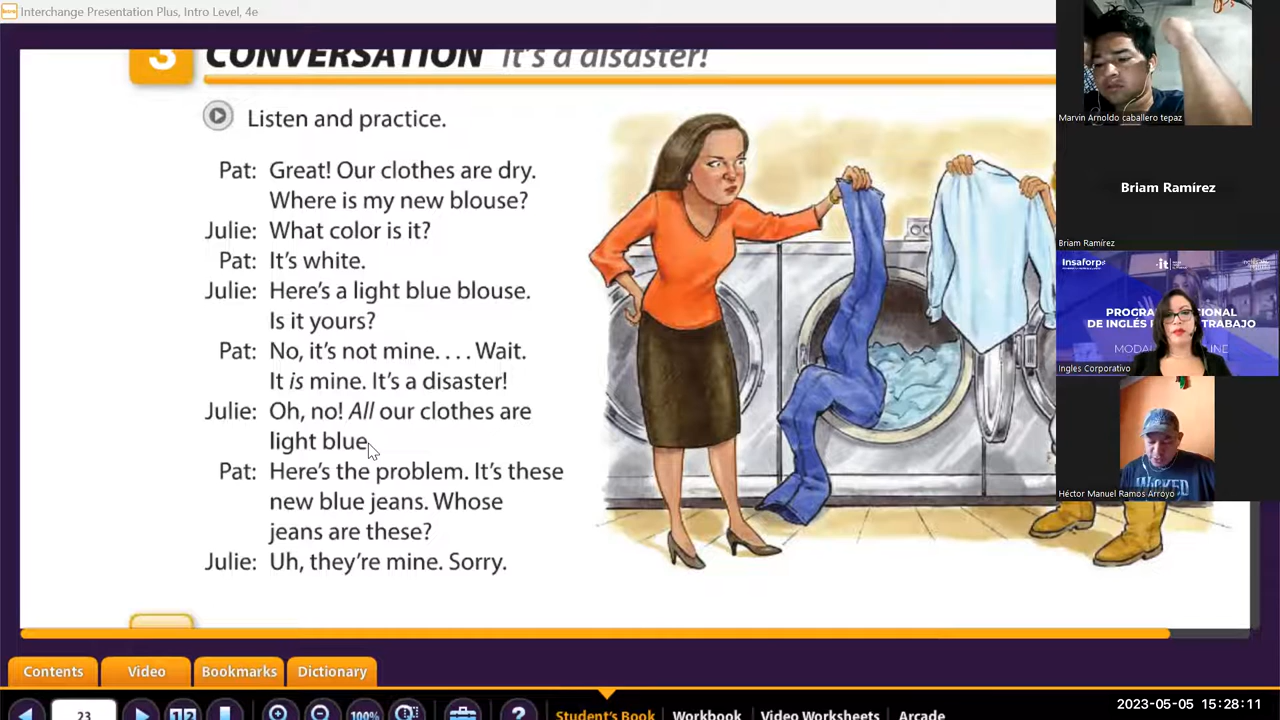 Interchange Presentation Plus, Intro Level, 4e
3 CONVERSATION It's a disaster!
Listen and practice.
Pat: Great! Our clothes are dry.
Where is my new blouse?
Julie: What color is it?
Pat: It's white.
Julie: Here's a light blue blouse.
Is it yours?
Pat: No, it's not mine. . . . Wait.
It is mine. It's a disaster!
Julie: Oh, no! All our clothes are
light blue.
Pat: Here's the problem. It's these
new blue jeans. Whose
jeans are these?
Julie: Uh, they're mine. Sorry.
Marvin Arnoldo caballero tepaz
Briam Ramírez
Briam Ramírez
Insaforp
it
DE INGLÉS
TRABAJO
Ingles Corporativo
WICKED
Héctor Manuel Ramos Arroyo
Contents
Video
Bookmarks
Dictionary
23
100%
?
Student's Book
Workbook
Video Worksheets
Arcade
2023-05-05 15:28:11